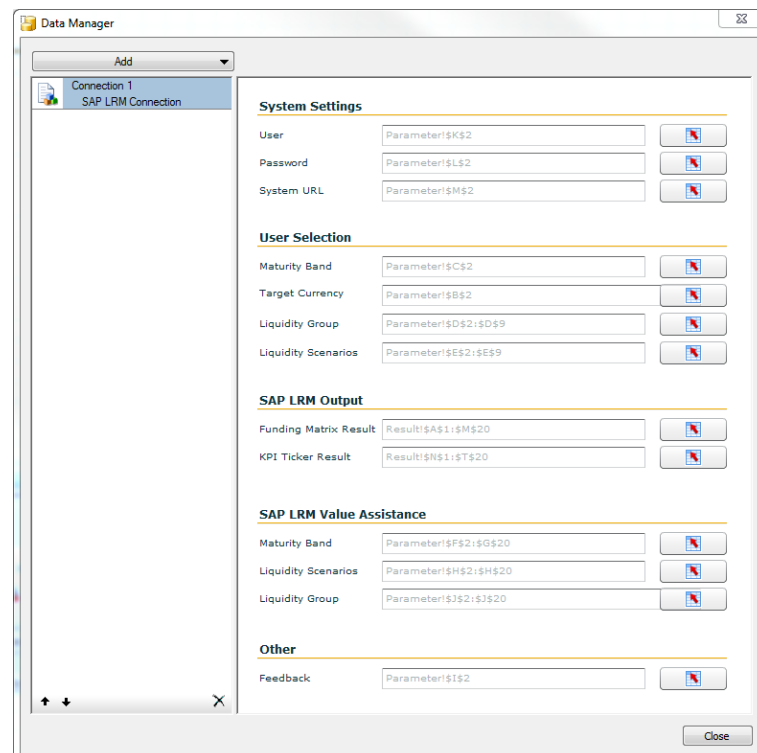 Data Manager
Add
Connection 1
SAP LRM Connection
System Settings
User Parameter!$K$2
Password Parameter!$L$2
System URL Parameter!$M$2
User Selection
Maturity Band Parameter!$C$2
Target Currency Parameter!$B$2
Liquidity Group Parameter!$D$2:$D$9
Liquidity Scenarios Parameter!$E$2:$E$9
SAP LRM Output
Funding Matrix Result Result!$A$1:$M$20
KPI Ticker Result Result!$N$1:$T$20
SAP LRM Value Assistance
Maturity Band Parameter!$F$2:$G$20
Liquidity Scenarios Parameter!$H$2:$H$20
Liquidity Group Parameter!$J$2:$J$20
Other
Feedback Parameter!$I$2
Close